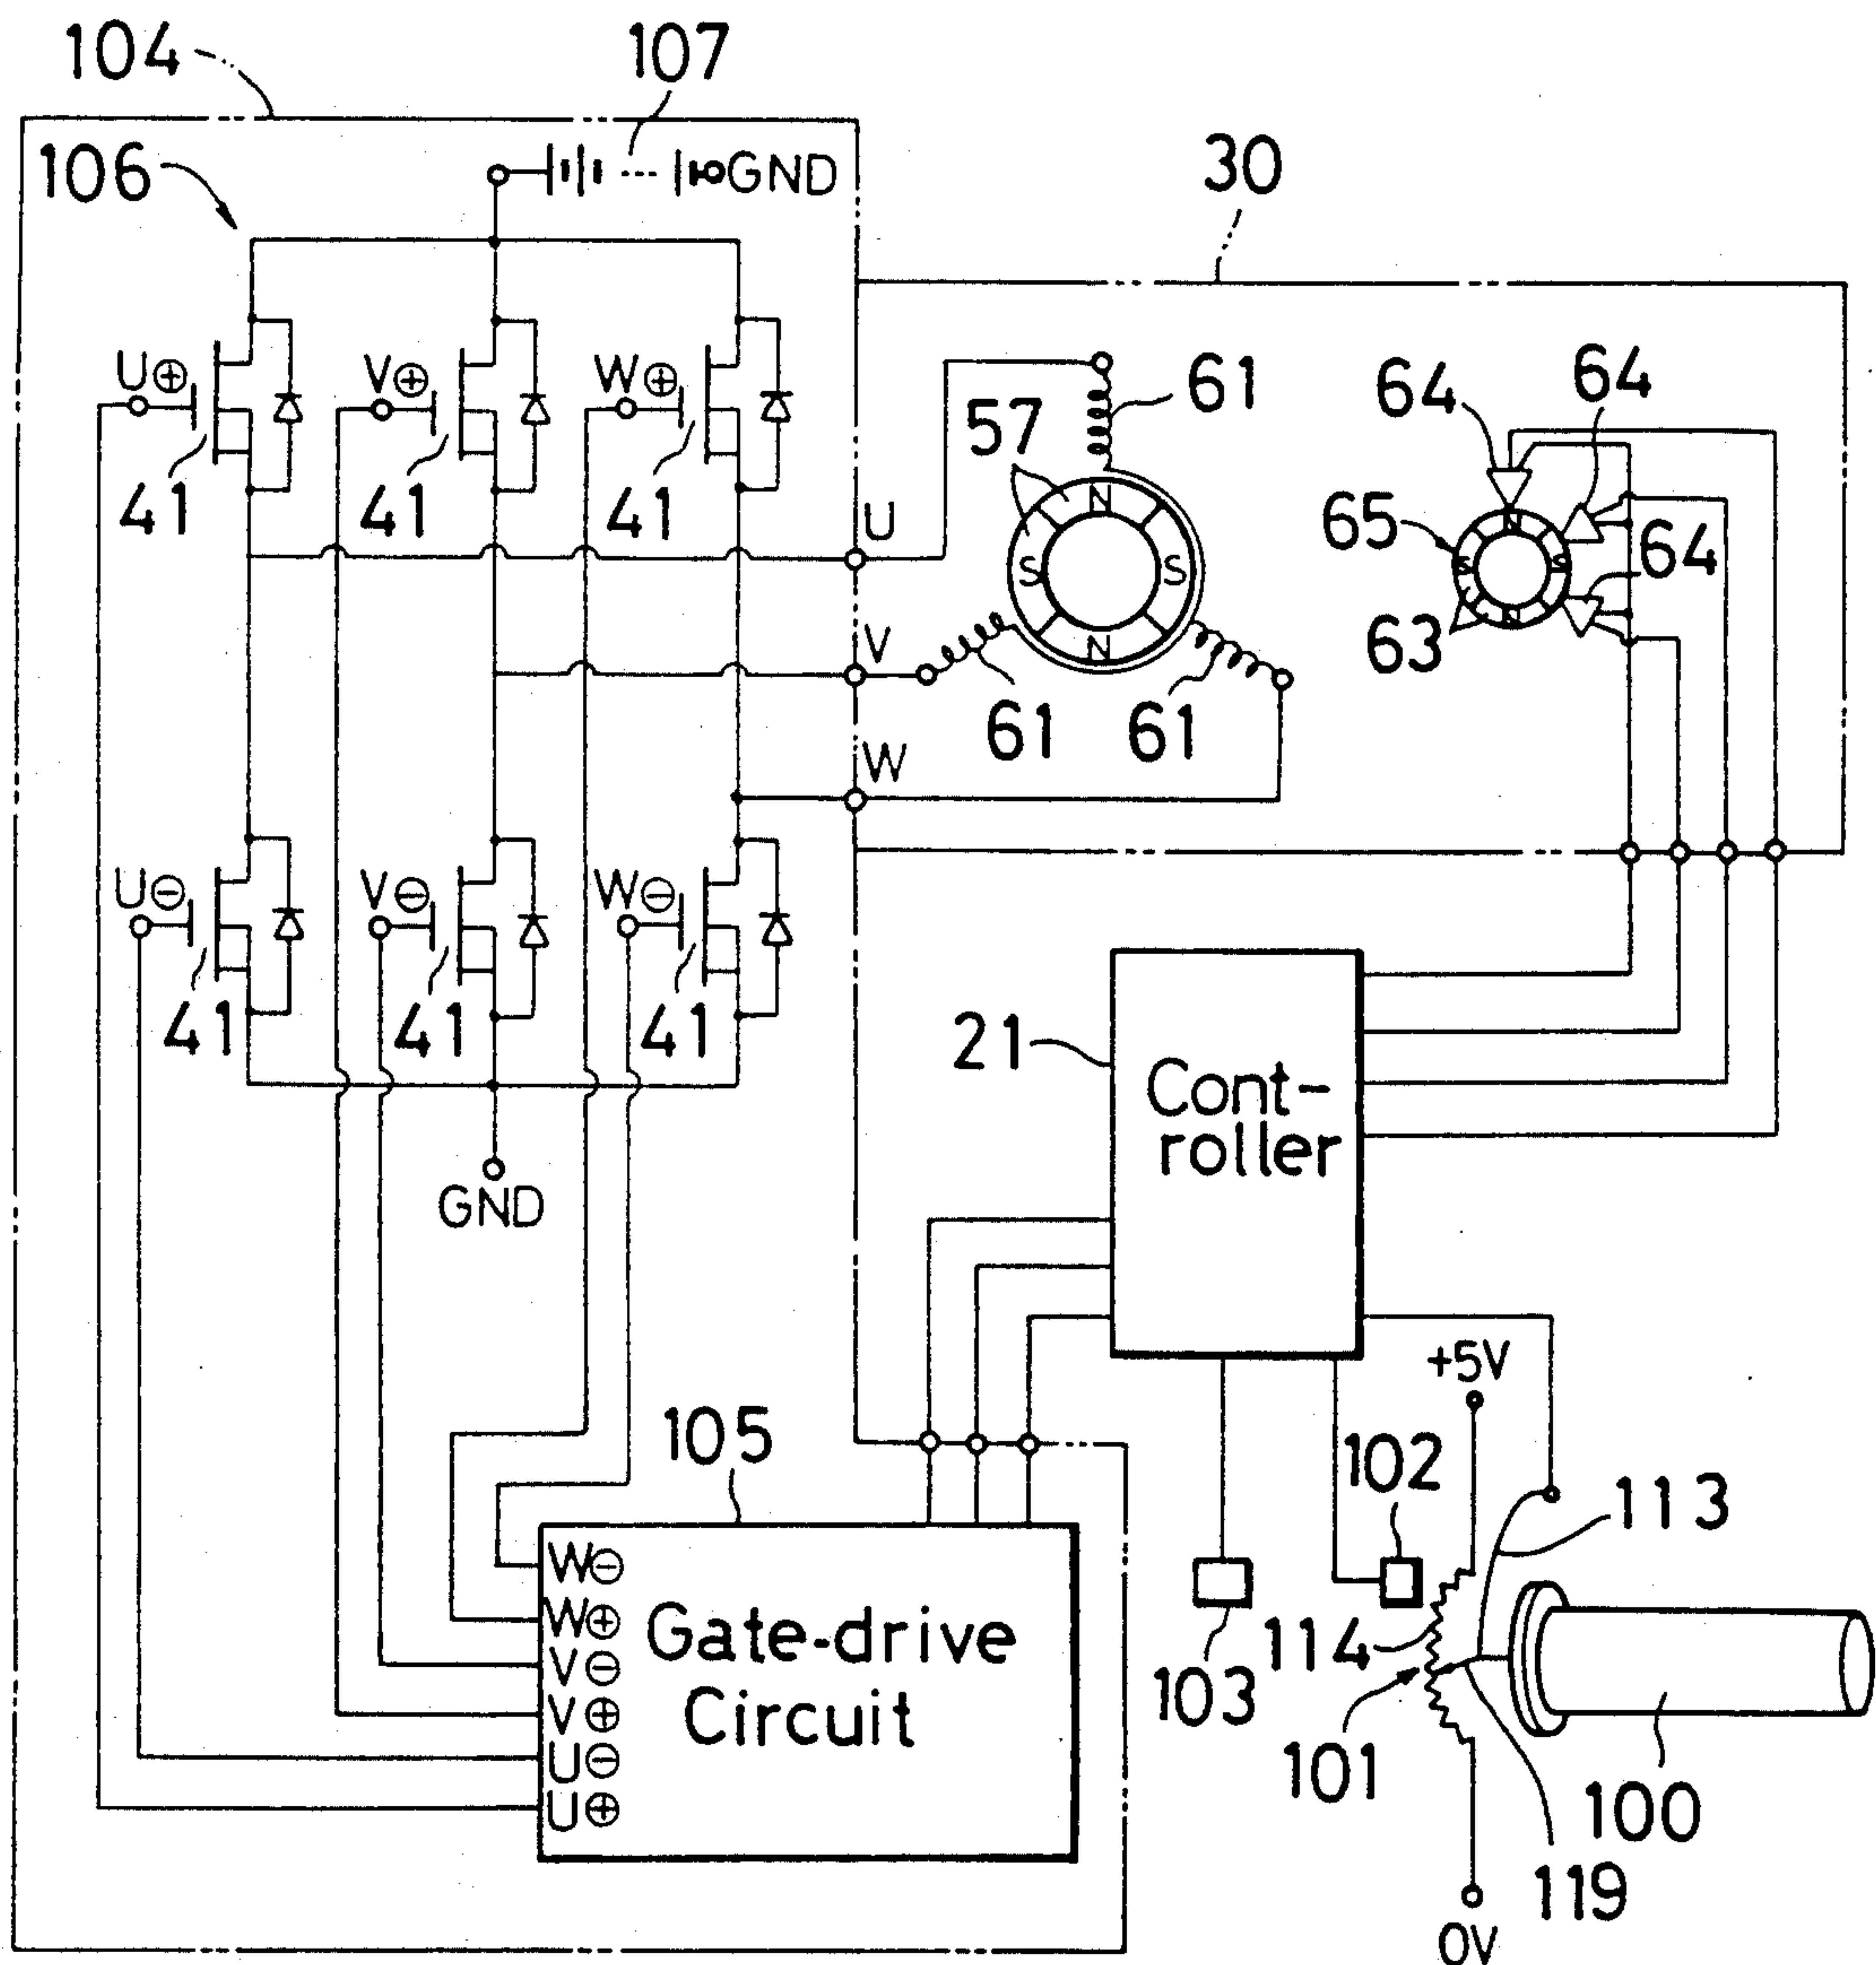 104
107
106
GND
30
U⊕
V⊕
W⊕
41
41
41
61
57
N
S
S
N
61
61
U
V
W
64
64
64
65
63
N
S
S
N
U⊖
V⊖
W⊖
41
41
41
GND
21
Cont-
roller
+5V
102
113
105
W⊖
W⊕
V⊖
V⊕
U⊖
U⊕
Gate-drive
Circuit
103
114
101
100
119
0V